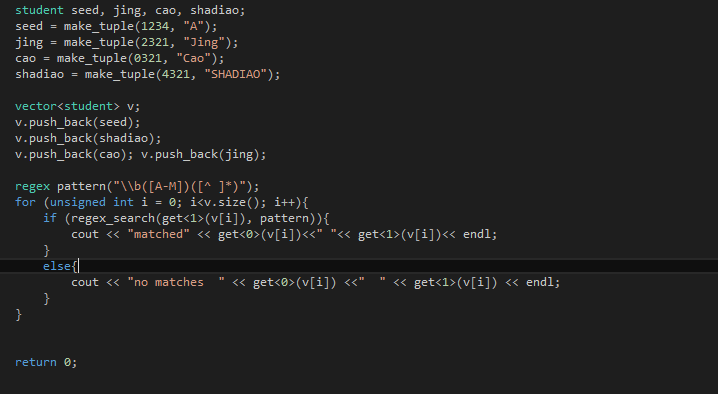 student seed, jing, cao, shadiao;
seed = make_tuple(1234, "A");
jing = make_tuple(2321, "Jing");
cao = make_tuple(0321, "Cao");
shadiao = make_tuple(4321, "SHADIAO");
vector<student> v;
v.push_back(seed);
v.push_back(shadiao);
v.push_back(cao); v.push_back(jing);
regex pattern("\\b([A-M])([^ ]*)");
for (unsigned int i = 0; i<v.size(); i++){
if (regex_search(get<1>(v[i]), pattern)){
cout << "matched" << get<0>(v[i])<<" "<< get<1>(v[i])<< endl;
}
else{
cout << "no matches  " << get<0>(v[i]) <<"  " << get<1>(v[i]) << endl;
}
}
return 0;